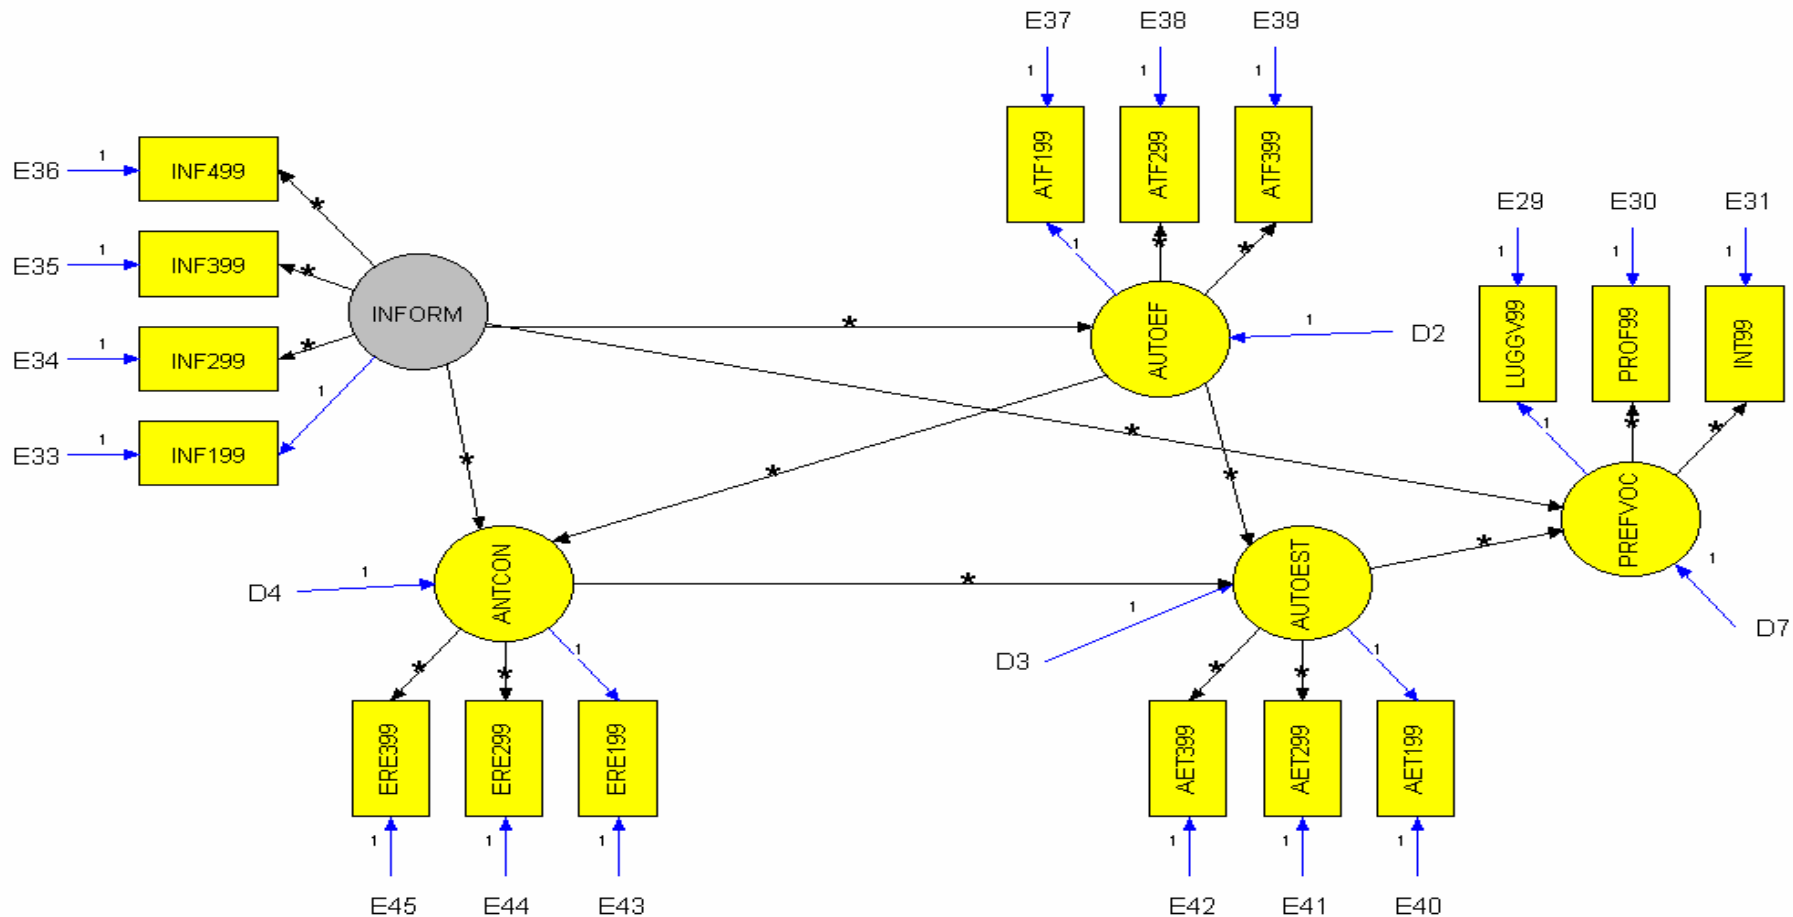 E37 E38 E39
1 1 1
ATF199 ATF299 ATF399
E36 1 INF499 *
E29 E30 E31
1 * *
1 1 1
E35 1 INF399 *
INFORM
* 1 D2
AUTOEF
LUGGV99 PROF99 INT99
E34 1 INF299 *
1
E33 1 INF199
*
1 * *
*
*
*
PREFVOC
*
1
D7
D4 1
ANTCON
*
AUTOEST
D3 1
* * 1
* * 1
ERE399 ERE299 ERE199
AET399 AET299 AET199
1 1 1
1 1 1
E45 E44 E43
E42 E41 E40